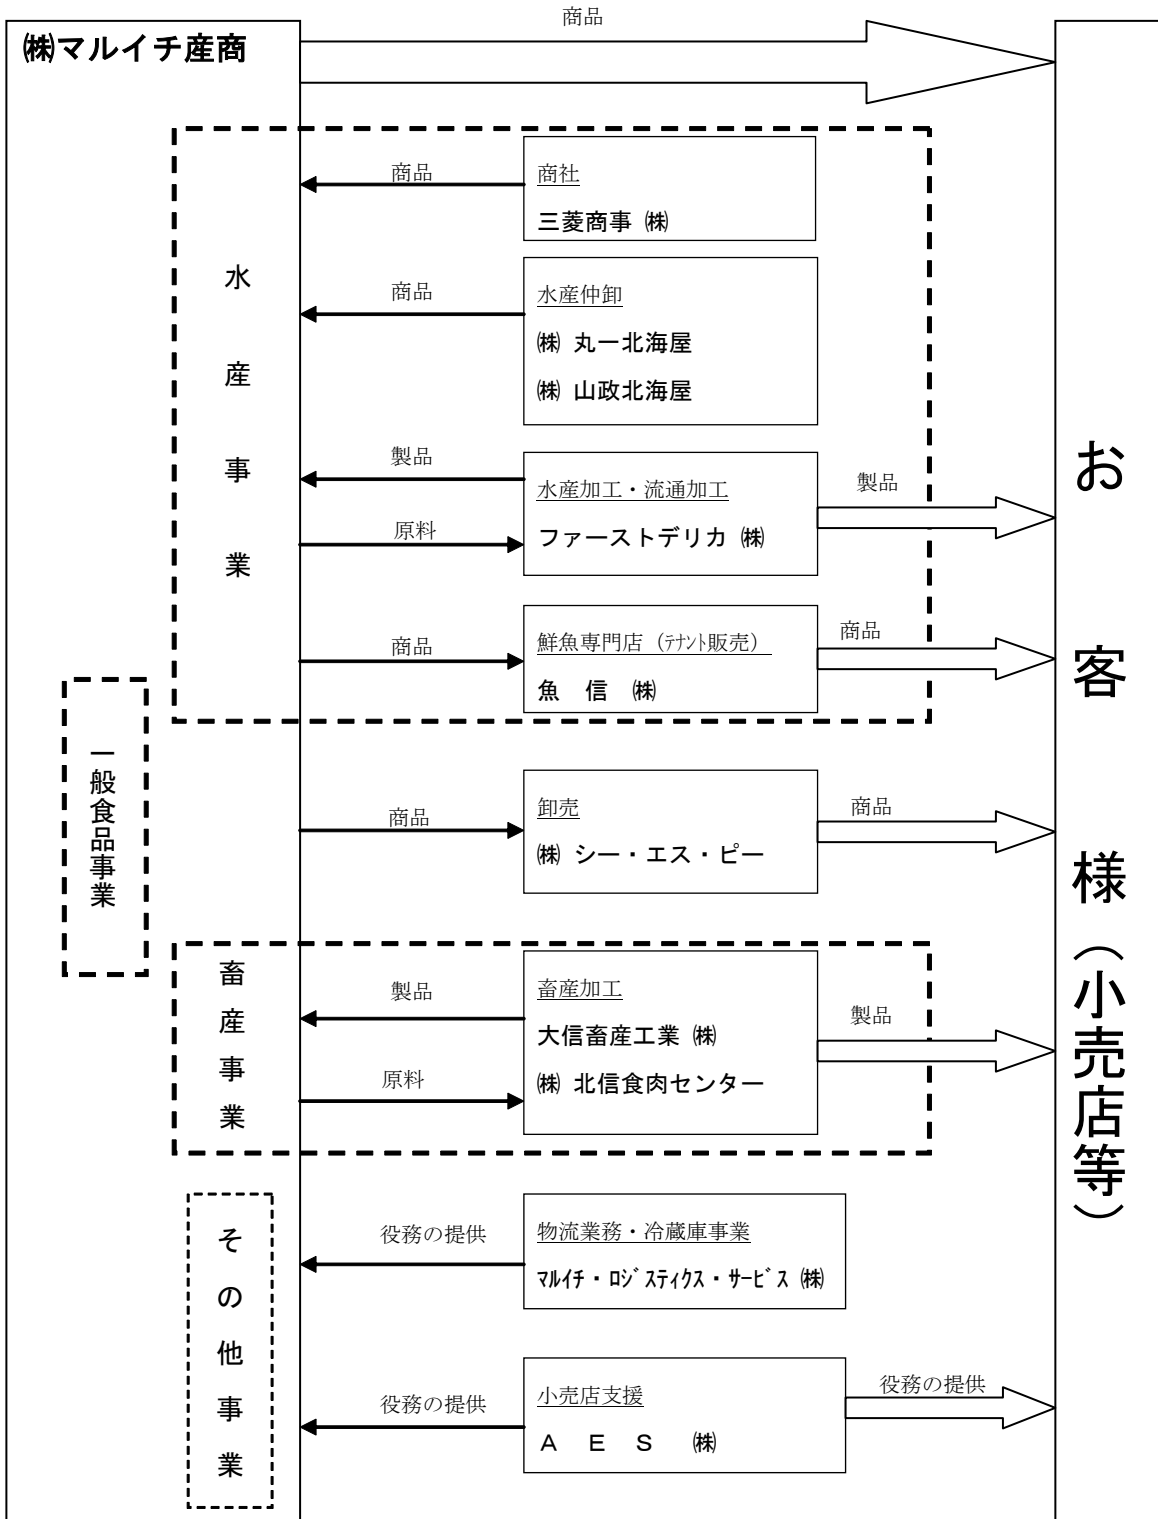 商品
㈱マルイチ産商
商品
商社
三菱商事 ㈱
水産事業
商品
水産仲卸
㈱ 丸一北海屋
㈱ 山政北海屋
製品
水産加工・流通加工
製品
原料
ファーストデリカ ㈱
商品
鮮魚専門店（ﾃﾅﾝﾄ販売）
商品
魚 信 ㈱
一般食品事業
商品
卸売
商品
㈱ シー・エス・ピー
畜産事業
製品
畜産加工
製品
大信畜産工業 ㈱
原料
㈱ 北信食肉センター
お客様（小売店等）
その他事業
役務の提供
物流業務・冷蔵庫事業
ﾏﾙｲﾁ・ﾛｼﾞｽﾃｨｸｽ・ｻｰﾋﾞｽ ㈱
役務の提供
小売店支援
役務の提供
Ａ Ｅ Ｓ ㈱